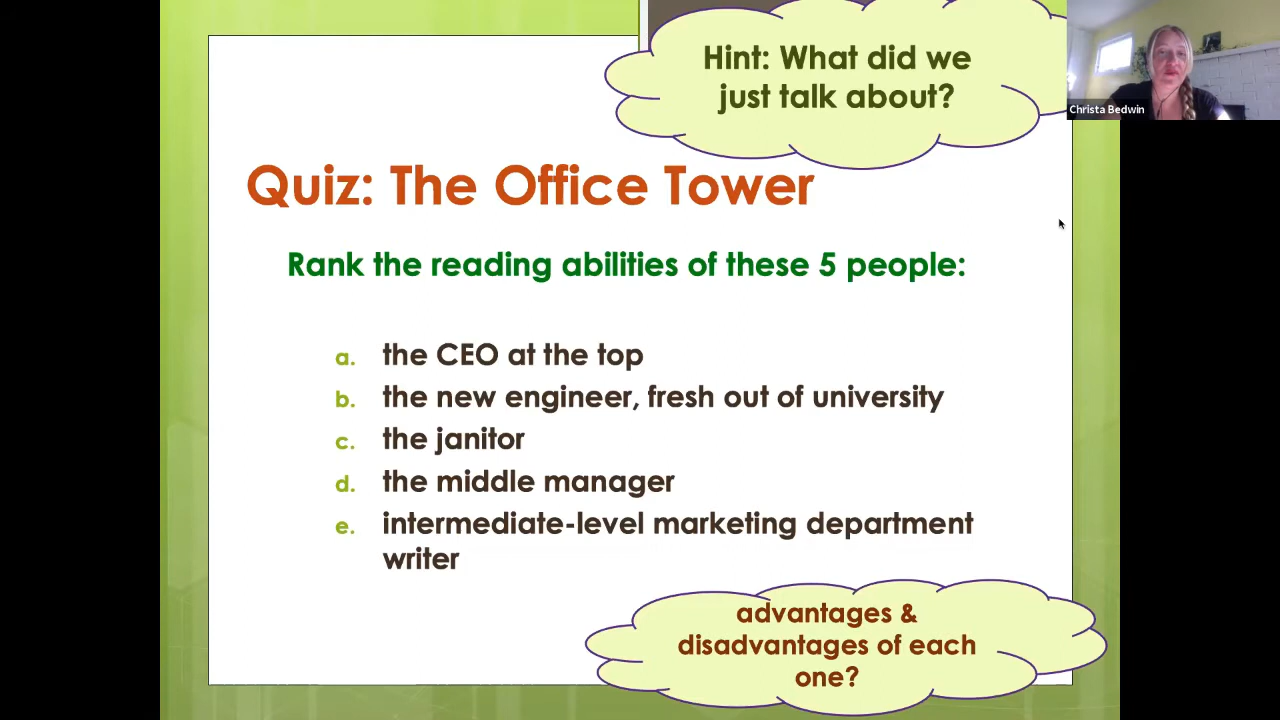 Hint: What did we
just talk about?
Christa Bedwin
Quiz: The Office Tower
Rank the reading abilities of these 5 people:
a. the CEO at the top
b. the new engineer, fresh out of university
c. the janitor
d. the middle manager
e. intermediate-level marketing department
writer
advantages &
disadvantages of each
one?